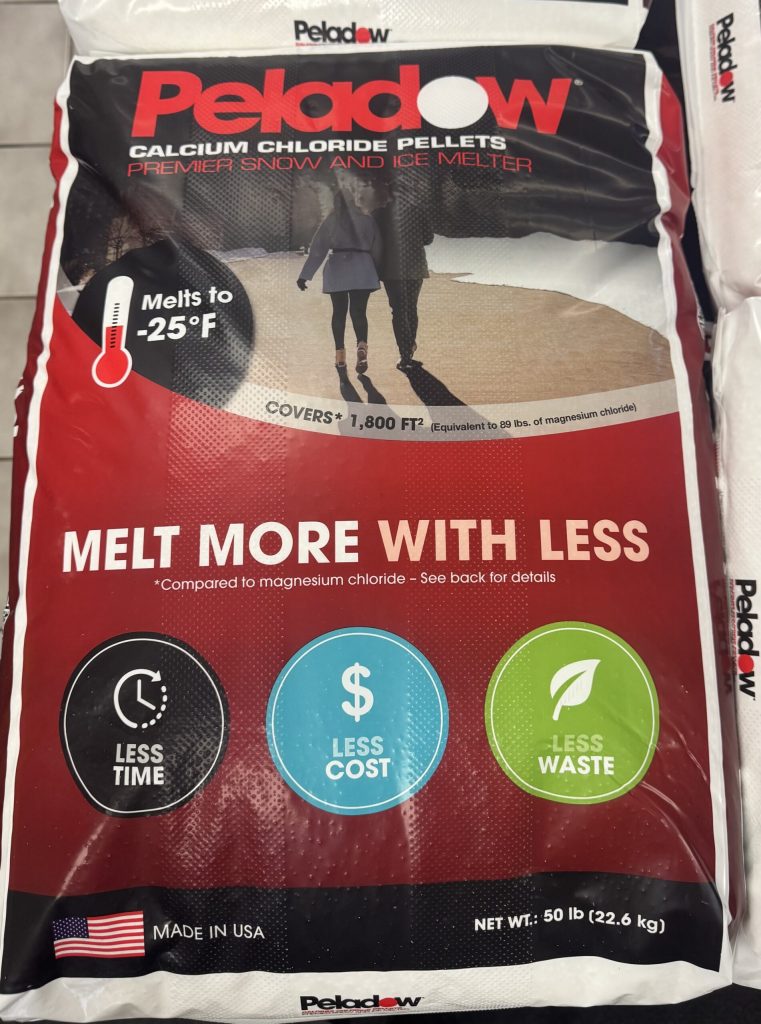 Peladow
Peladow
Peladow®
CALCIUM CHLORIDE PELLETS
PREMIER SNOW AND ICE MELTER
Melts to
-25°F
COVERS* 1,800 FT² (Equivalent to 89 lbs. of magnesium chloride)
MELT MORE WITH LESS
*Compared to magnesium chloride – See back for details
LESS
TIME
$
LESS
COST
LESS
WASTE
Peladow
MADE IN USA
NET WT.: 50 lb (22.6 kg)
Peladow